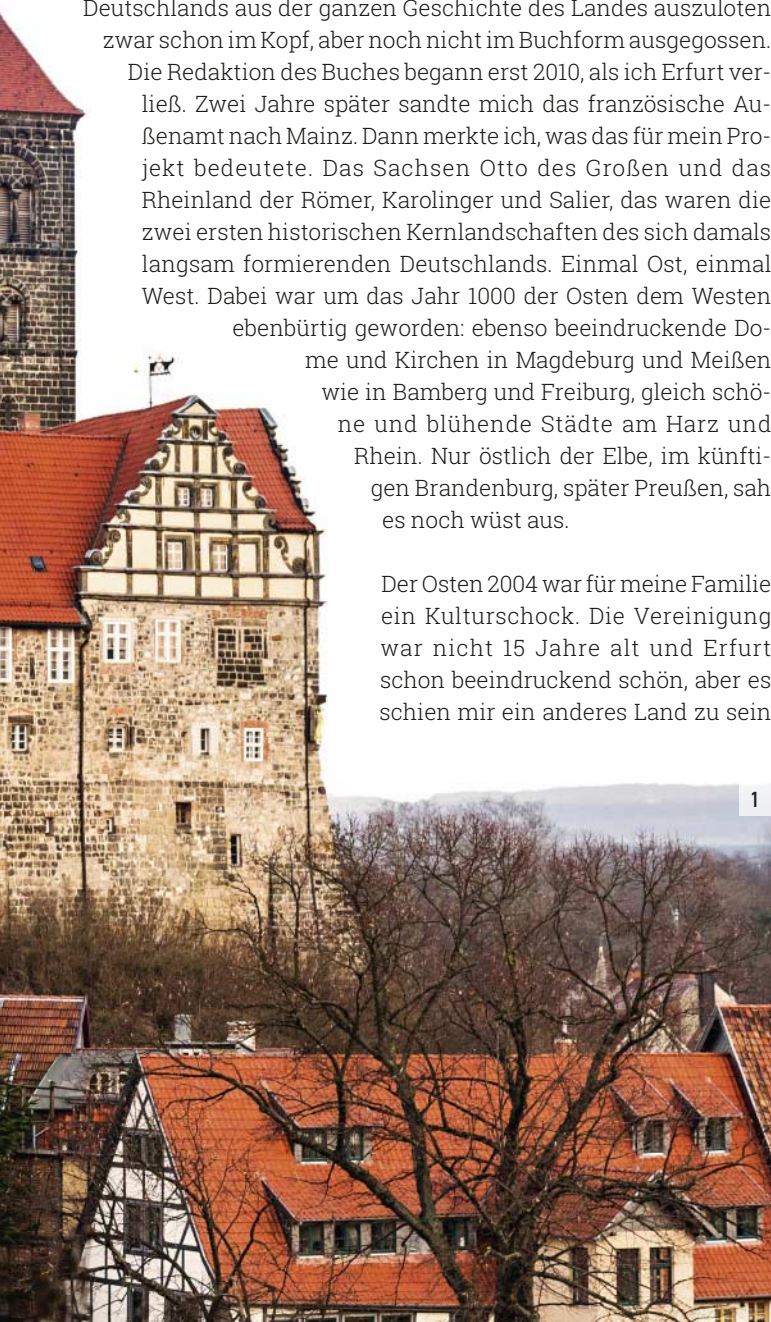 Deutschlands aus der ganzen Geschichte des Landes auszuloten
zwar schon im Kopf, aber noch nicht im Buchform ausgegossen.
Die Redaktion des Buches begann erst 2010, als ich Erfurt ver-
ließ. Zwei Jahre später sandte mich das französische Au-
ßenamt nach Mainz. Dann merkte ich, was das für mein Pro-
jekt bedeutete. Das Sachsen Otto des Großen und das
Rheinland der Römer, Karolinger und Salier, das waren die
zwei ersten historischen Kernlandschaften des sich damals
langsam formierenden Deutschlands. Einmal Ost, einmal
West. Dabei war um das Jahr 1000 der Osten dem Westen
ebenbürtig geworden: ebenso beeindruckende Do-
me und Kirchen in Magdeburg und Meißen
wie in Bamberg und Freiburg, gleich schö-
ne und blühende Städte am Harz und
Rhein. Nur östlich der Elbe, im künfti-
gen Brandenburg, später Preußen, sah
es noch wüst aus.
Der Osten 2004 war für meine Familie
ein Kulturschock. Die Vereinigung
war nicht 15 Jahre alt und Erfurt
schon beeindruckend schön, aber es
schien mir ein anderes Land zu sein
1